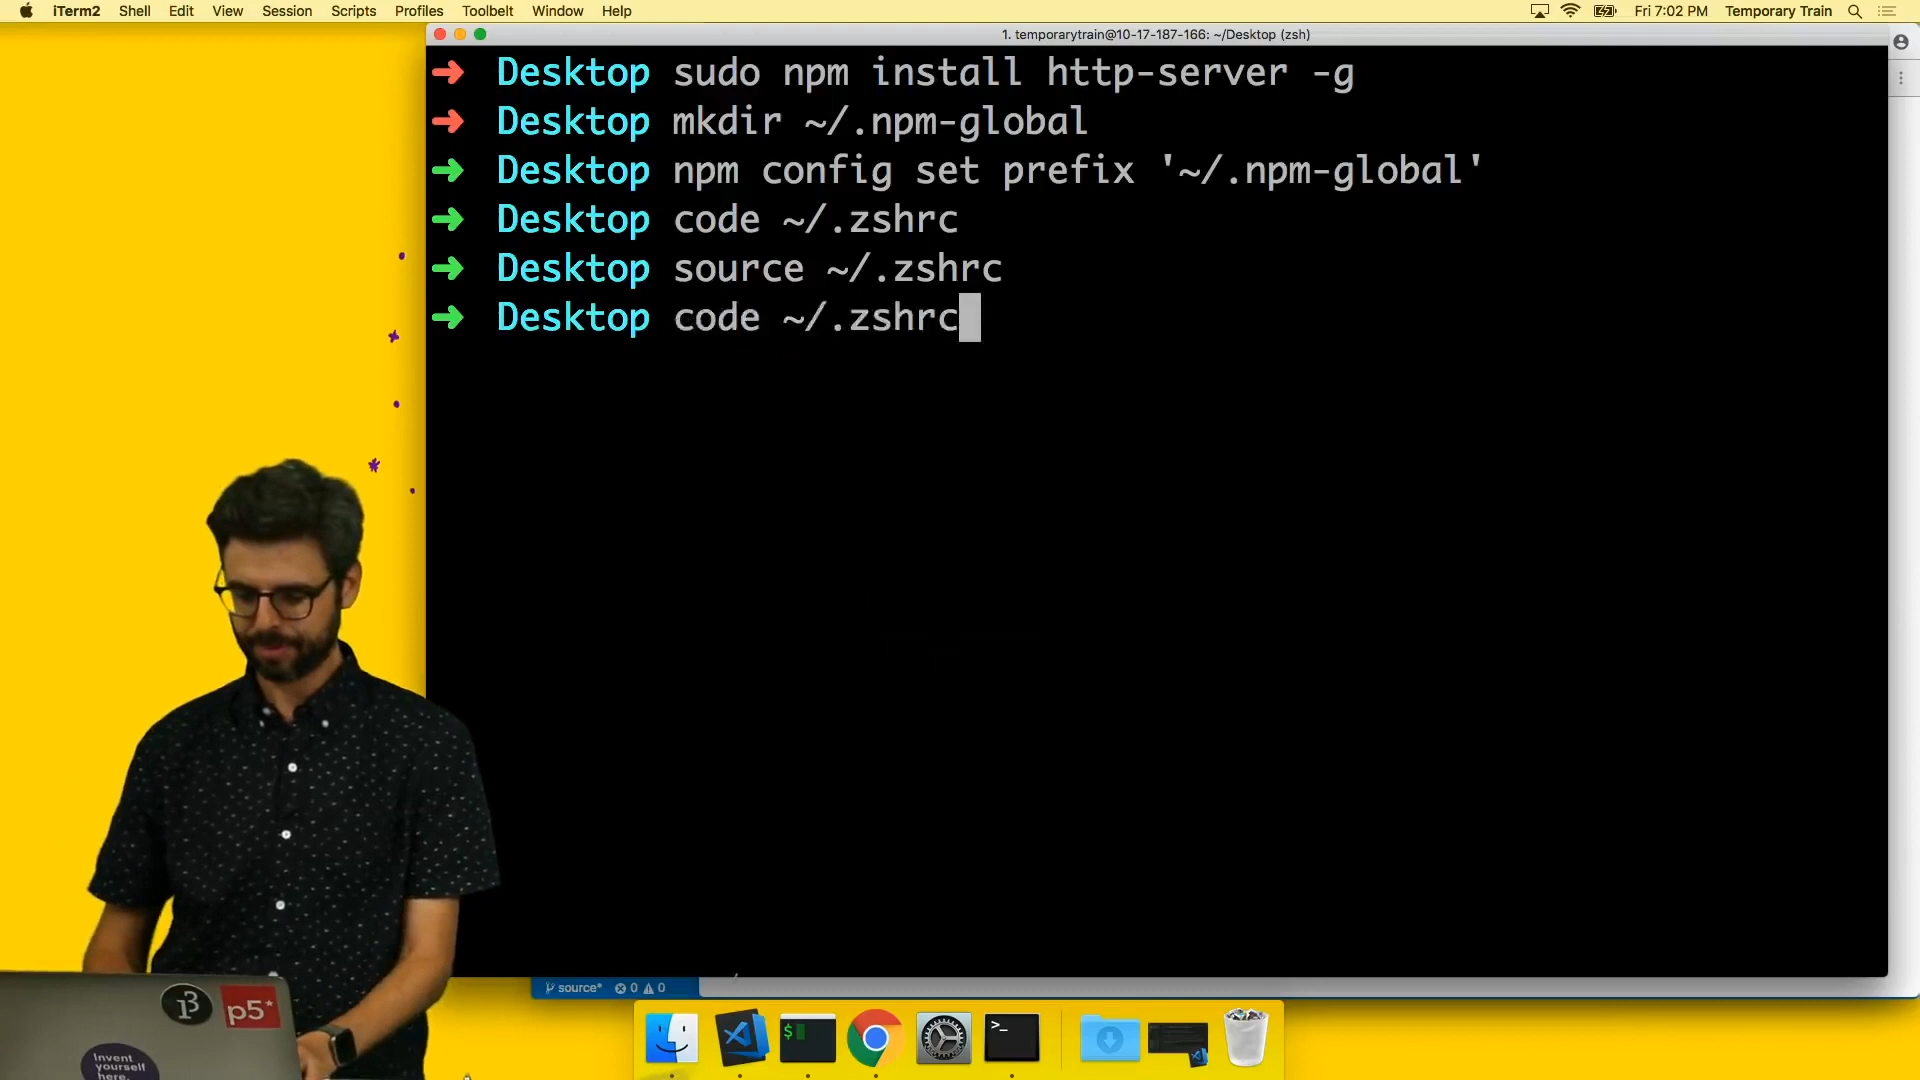 iTerm2 Shell Edit View Session Scripts Profiles Toolbelt Window Help Fri 7:02 PM Temporary Train
1. temporarytrain@10-17-187-166: ~/Desktop (zsh)
➜ Desktop sudo npm install http-server -g
➜ Desktop mkdir ~/.npm-global
➜ Desktop npm config set prefix '~/.npm-global'
➜ Desktop code ~/.zshrc
➜ Desktop source ~/.zshrc
➜ Desktop code ~/.zshrc
source* 0 0
$
>_
p5*
Invent
yourself
here.